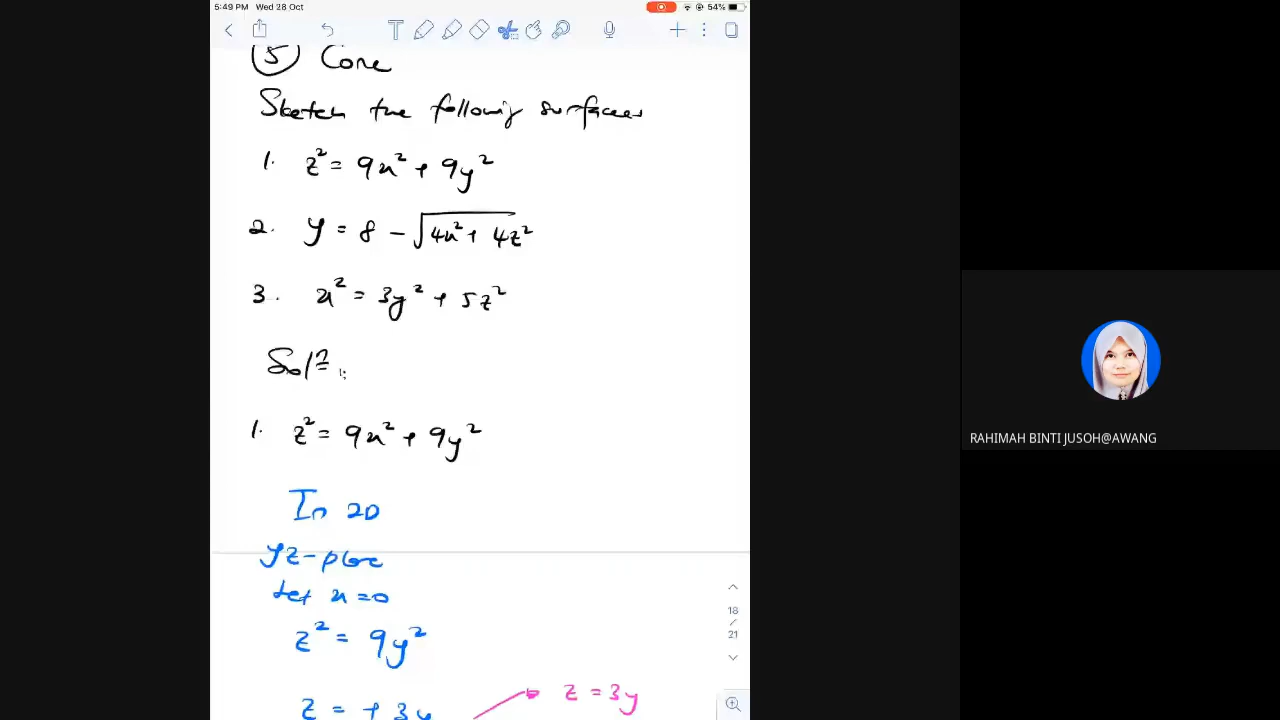 5:49 PM Wed 28 Oct
54%
⑤ Cone
Sketch the following surfaces
1. z² = 9x² + 9y²
2. y = 8 - √(4x² + 4z²)
3. x² = 3y² + 5z²
Solⁿ:
1. z² = 9x² + 9y²
In 2D
yz-plane
Let x = 0
z² = 9y²
z = + 3y
z = 3y
18
/
21
RAHIMAH BINTI JUSOH@AWANG